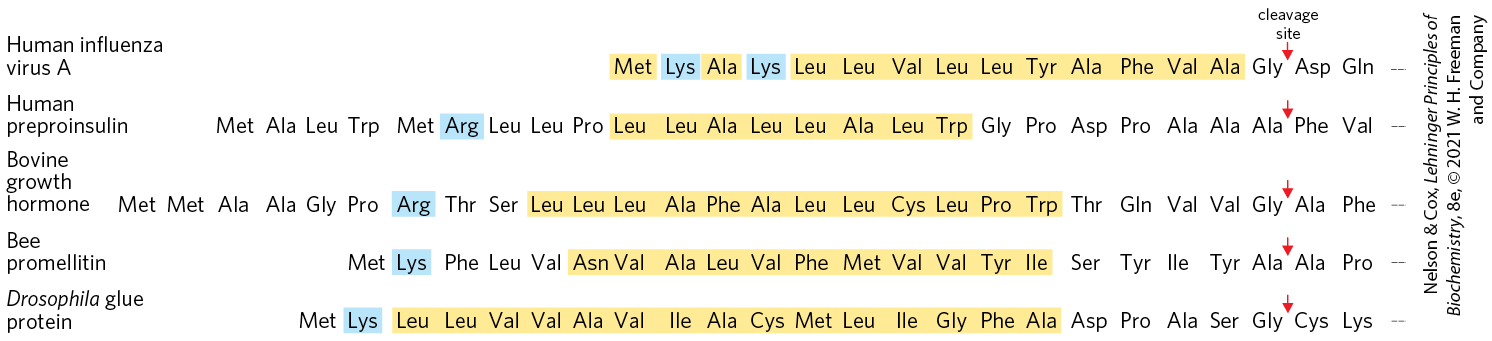 cleavage
site
Human influenza
virus A
Met Lys Ala Lys Leu Leu Val Leu Leu Tyr Ala Phe Val Ala Gly Asp Gln ---
Human
preproinsulin
Met Ala Leu Trp Met Arg Leu Leu Pro Leu Leu Ala Leu Leu Ala Leu Trp Gly Pro Asp Pro Ala Ala Ala Phe Val ---
Bovine
growth
hormone
Met Met Ala Ala Gly Pro Arg Thr Ser Leu Leu Leu Ala Phe Ala Leu Leu Cys Leu Pro Trp Thr Gln Val Val Gly Ala Phe ---
Bee
promellitin
Met Lys Phe Leu Val Asn Val Ala Leu Val Phe Met Val Val Tyr Ile Ser Tyr Ile Tyr Ala Ala Pro ---
Drosophila glue
protein
Met Lys Leu Leu Val Val Ala Val Ile Ala Cys Met Leu Ile Gly Phe Ala Asp Pro Ala Ser Gly Cys Lys ---
Nelson & Cox, Lehninger Principles of
Biochemistry, 8e, © 2021 W. H. Freeman
and Company